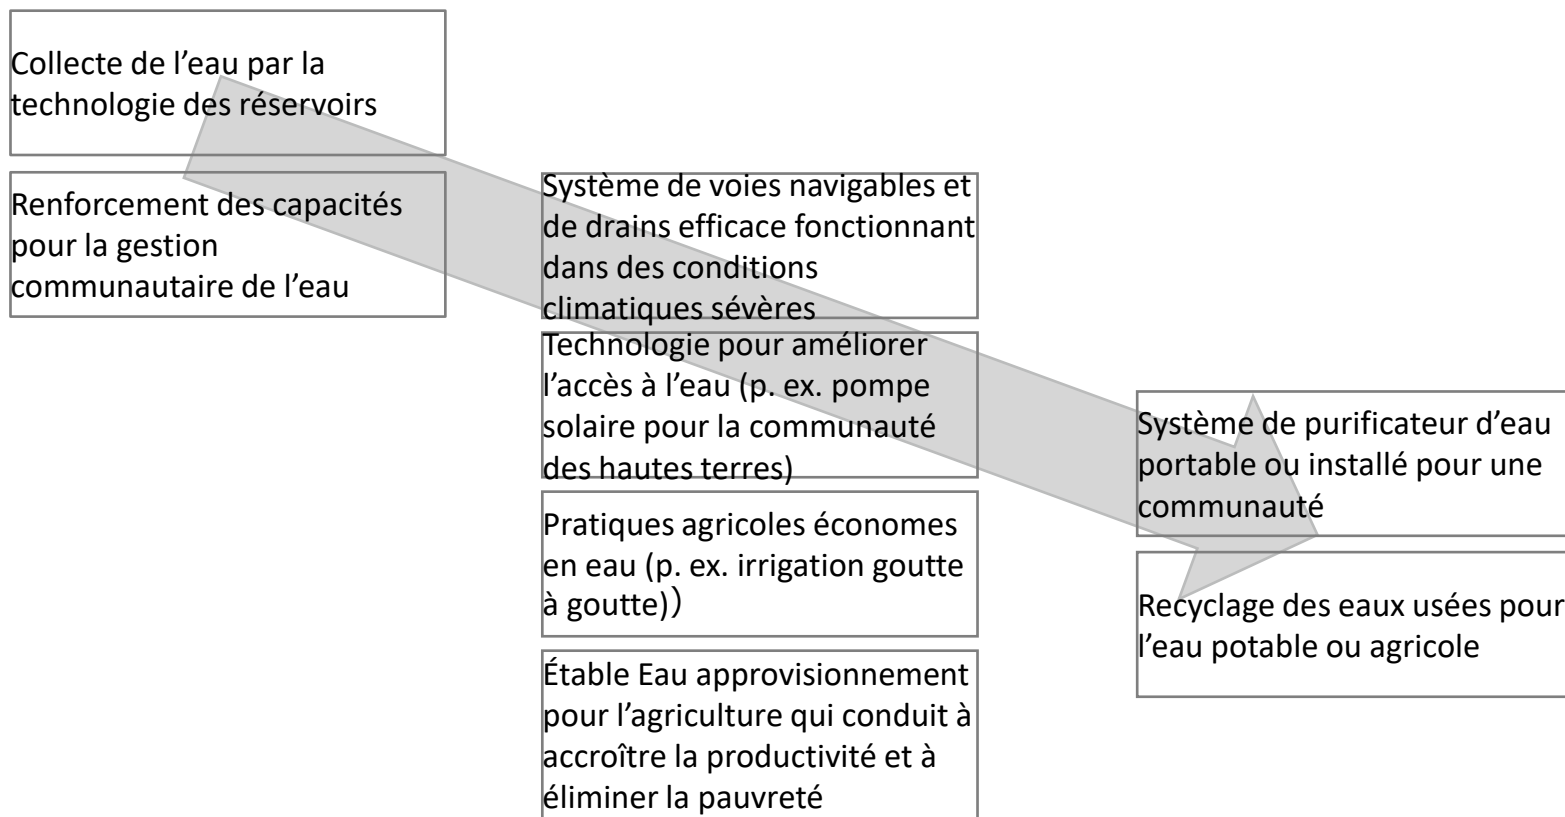 Collecte de l’eau par la
technologie des réservoirs
Renforcement des capacités
pour la gestion
communautaire de l’eau
Système de voies navigables et
de drains efficace fonctionnant
dans des conditions
climatiques sévères
Technologie pour améliorer
l’accès à l’eau (p. ex. pompe
solaire pour la communauté
des hautes terres)
Pratiques agricoles économes
en eau (p. ex. irrigation goutte
à goutte)）
Étable Eau approvisionnement
pour l’agriculture qui conduit à
accroître la productivité et à
éliminer la pauvreté
Système de purificateur d’eau
portable ou installé pour une
communauté
Recyclage des eaux usées pour
l’eau potable ou agricole